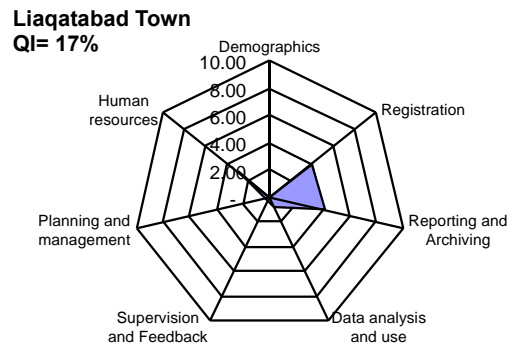 Liaqatabad Town
QI= 17%
Demographics
10.00
8.00
6.00
4.00
2.00
-
Human
resources
Registration
Planning and
management
Reporting and
Archiving
Supervision
and Feedback
Data analysis
and use